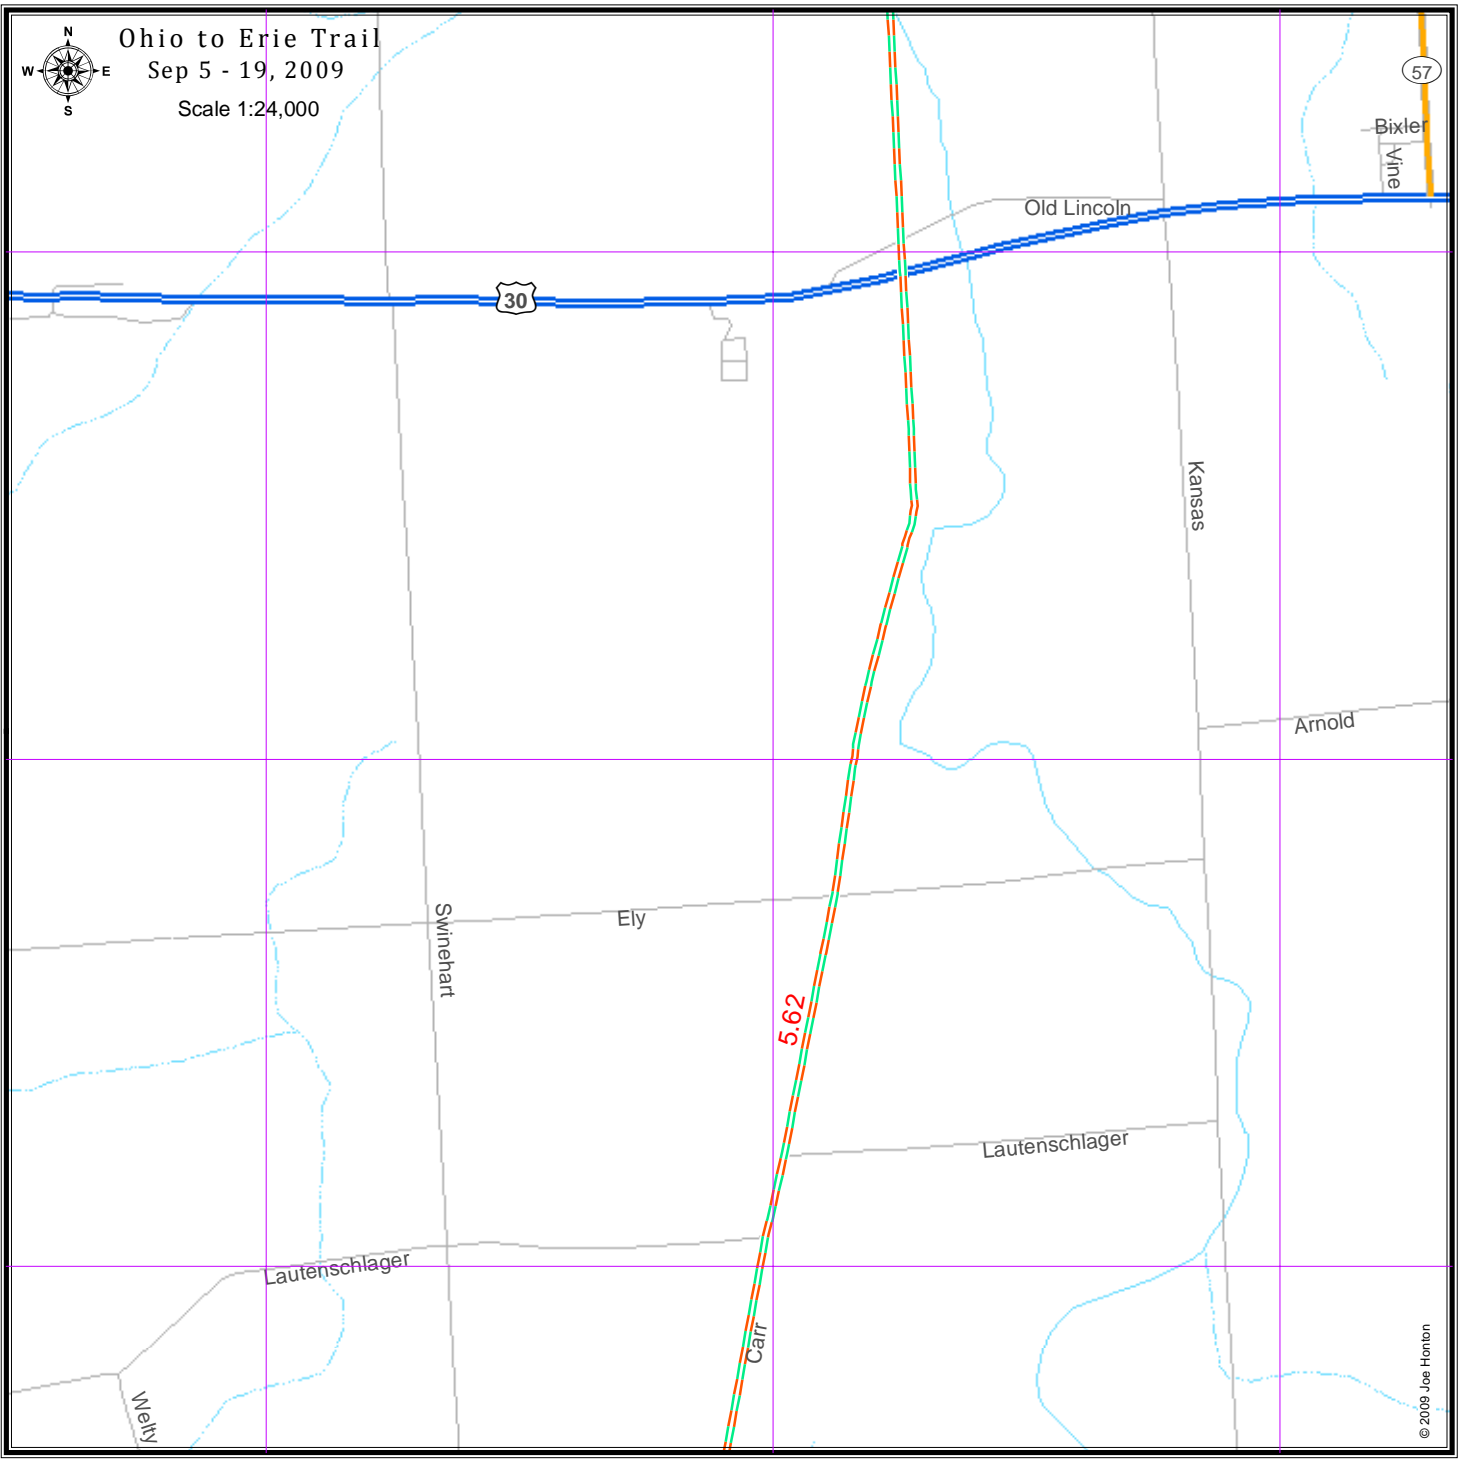 N
W E
S
Ohio to Erie Trail
Sep 5 - 19, 2009
Scale 1:24,000
57
Bixler
Vine
Old Lincoln
30
Kansas
Arnold
Ely
Swinehart
5.62
Lautenschlager
Lautenschlager
Carr
Welty
© 2009 Joe Honton